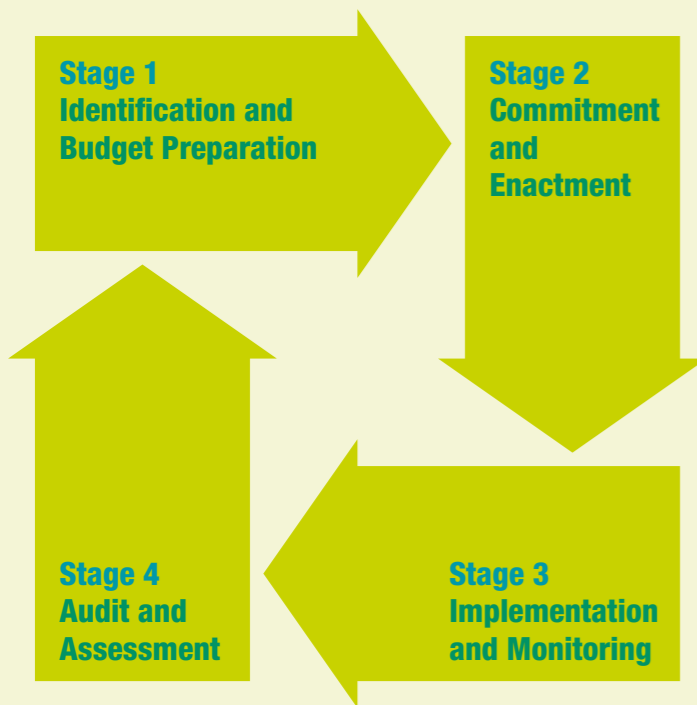 Stage 1
Identification and
Budget Preparation
Stage 2
Commitment
and
Enactment
Stage 3
Implementation
and Monitoring
Stage 4
Audit and
Assessment